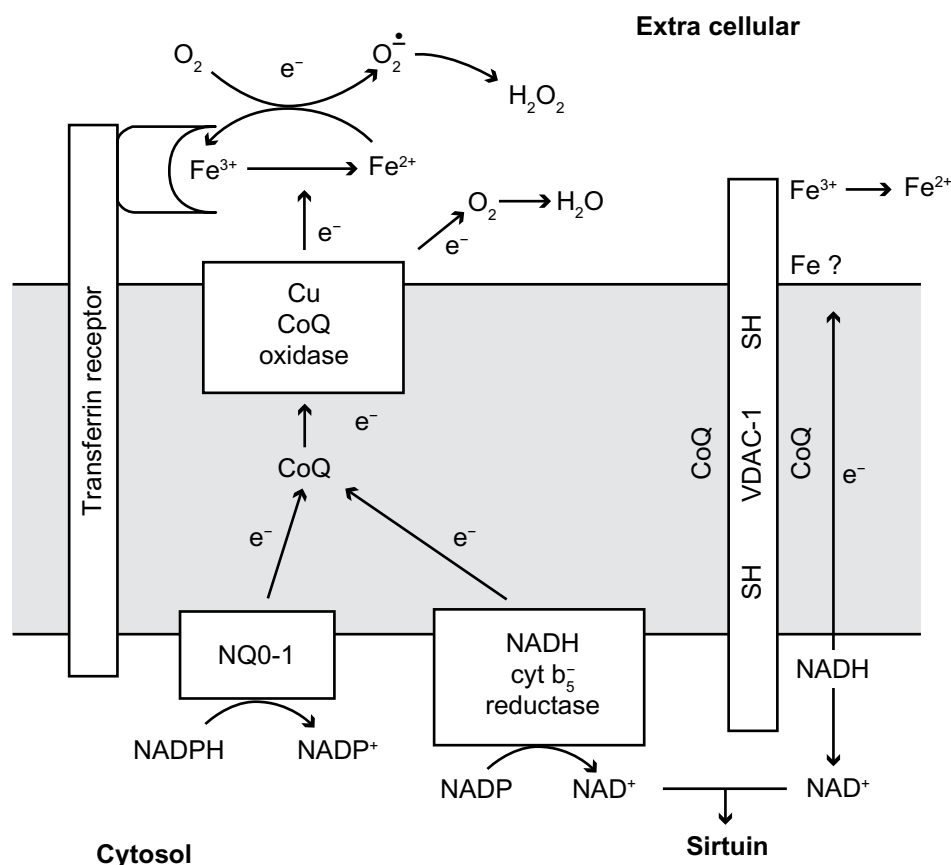 Extra cellular
O₂
e⁻
O₂∸
H₂O₂
Fe³⁺
Fe²⁺
e⁻
O₂
H₂O
e⁻
Fe³⁺
Fe²⁺
Fe ?
Transferrin receptor
Cu
CoQ
oxidase
e⁻
CoQ
e⁻
e⁻
CoQ
SH
VDAC-1
SH
CoQ
e⁻
NQ0-1
NADH
cyt b₅⁻
reductase
NADH
NADPH
NADP⁺
NADP
NAD⁺
NAD⁺
Sirtuin
Cytosol